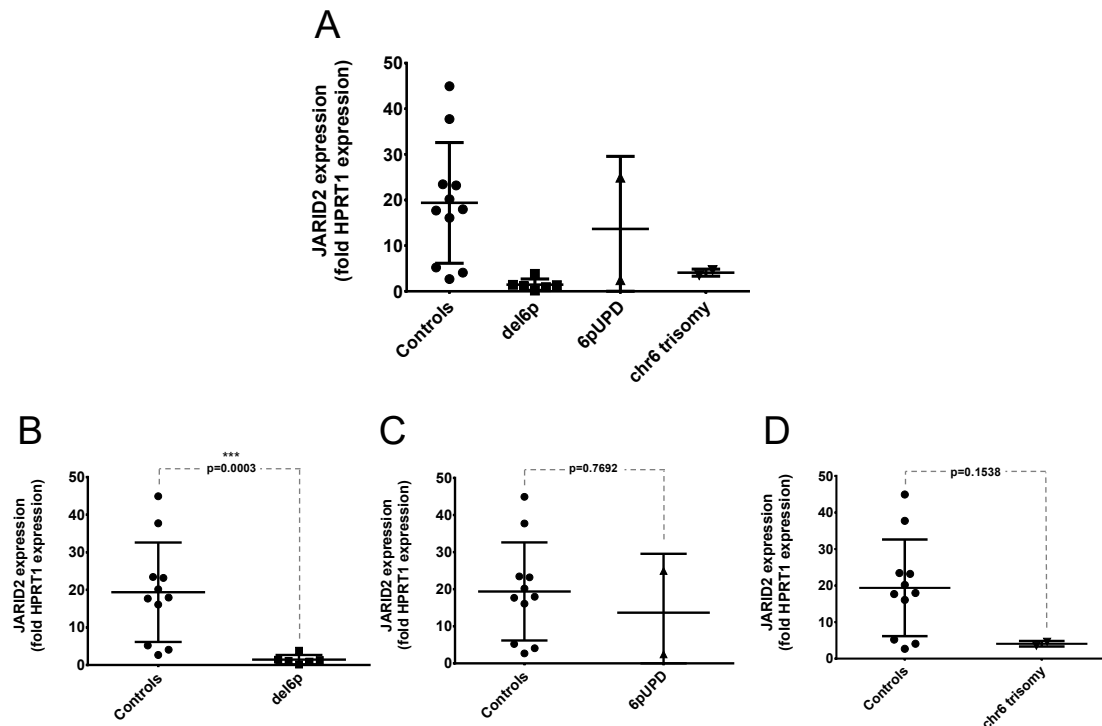 A
JARID2 expression
(fold HPRT1 expression)
50
40
30
20
10
0
Controls
del6p
6pUPD
chr6 trisomy
B
***
p=0.0003
JARID2 expression
(fold HPRT1 expression)
50
40
30
20
10
0
Controls
del6p
C
p=0.7692
JARID2 expression
(fold HPRT1 expression)
50
40
30
20
10
0
Controls
6pUPD
D
p=0.1538
JARID2 expression
(fold HPRT1 expression)
50
40
30
20
10
0
Controls
chr6 trisomy